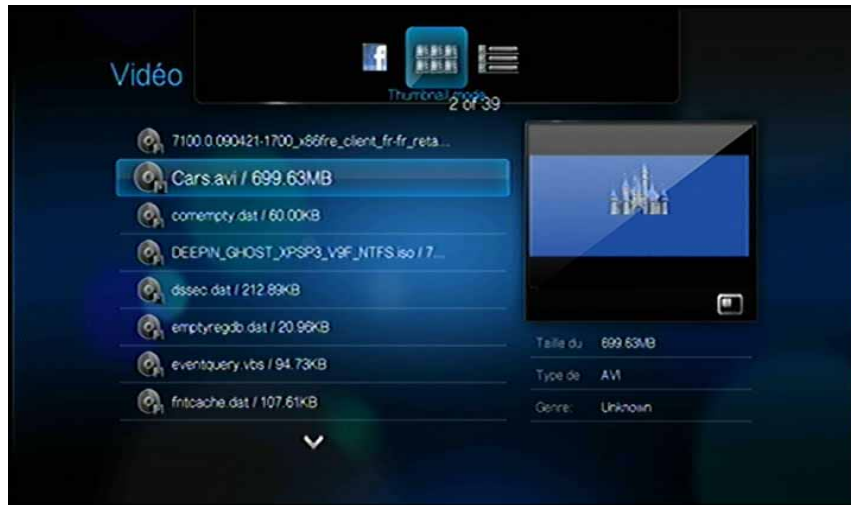 Vidéo
f
Thumbnail mode
2 of 39
7100.0.090421-1700_x86fre_client_fr-fr_reta...
Cars.avi / 699.63MB
comempty.dat / 60.00KB
DEEPIN_GHOST_XPSP3_V9F_NTFS.iso / 7...
dssec.dat / 212.89KB
emptyregdb.dat / 20.96KB
eventquery.vbs / 94.73KB
fntcache.dat / 107.61KB
Taille du 699.63MB
Type de AVI
Genre: Unknown